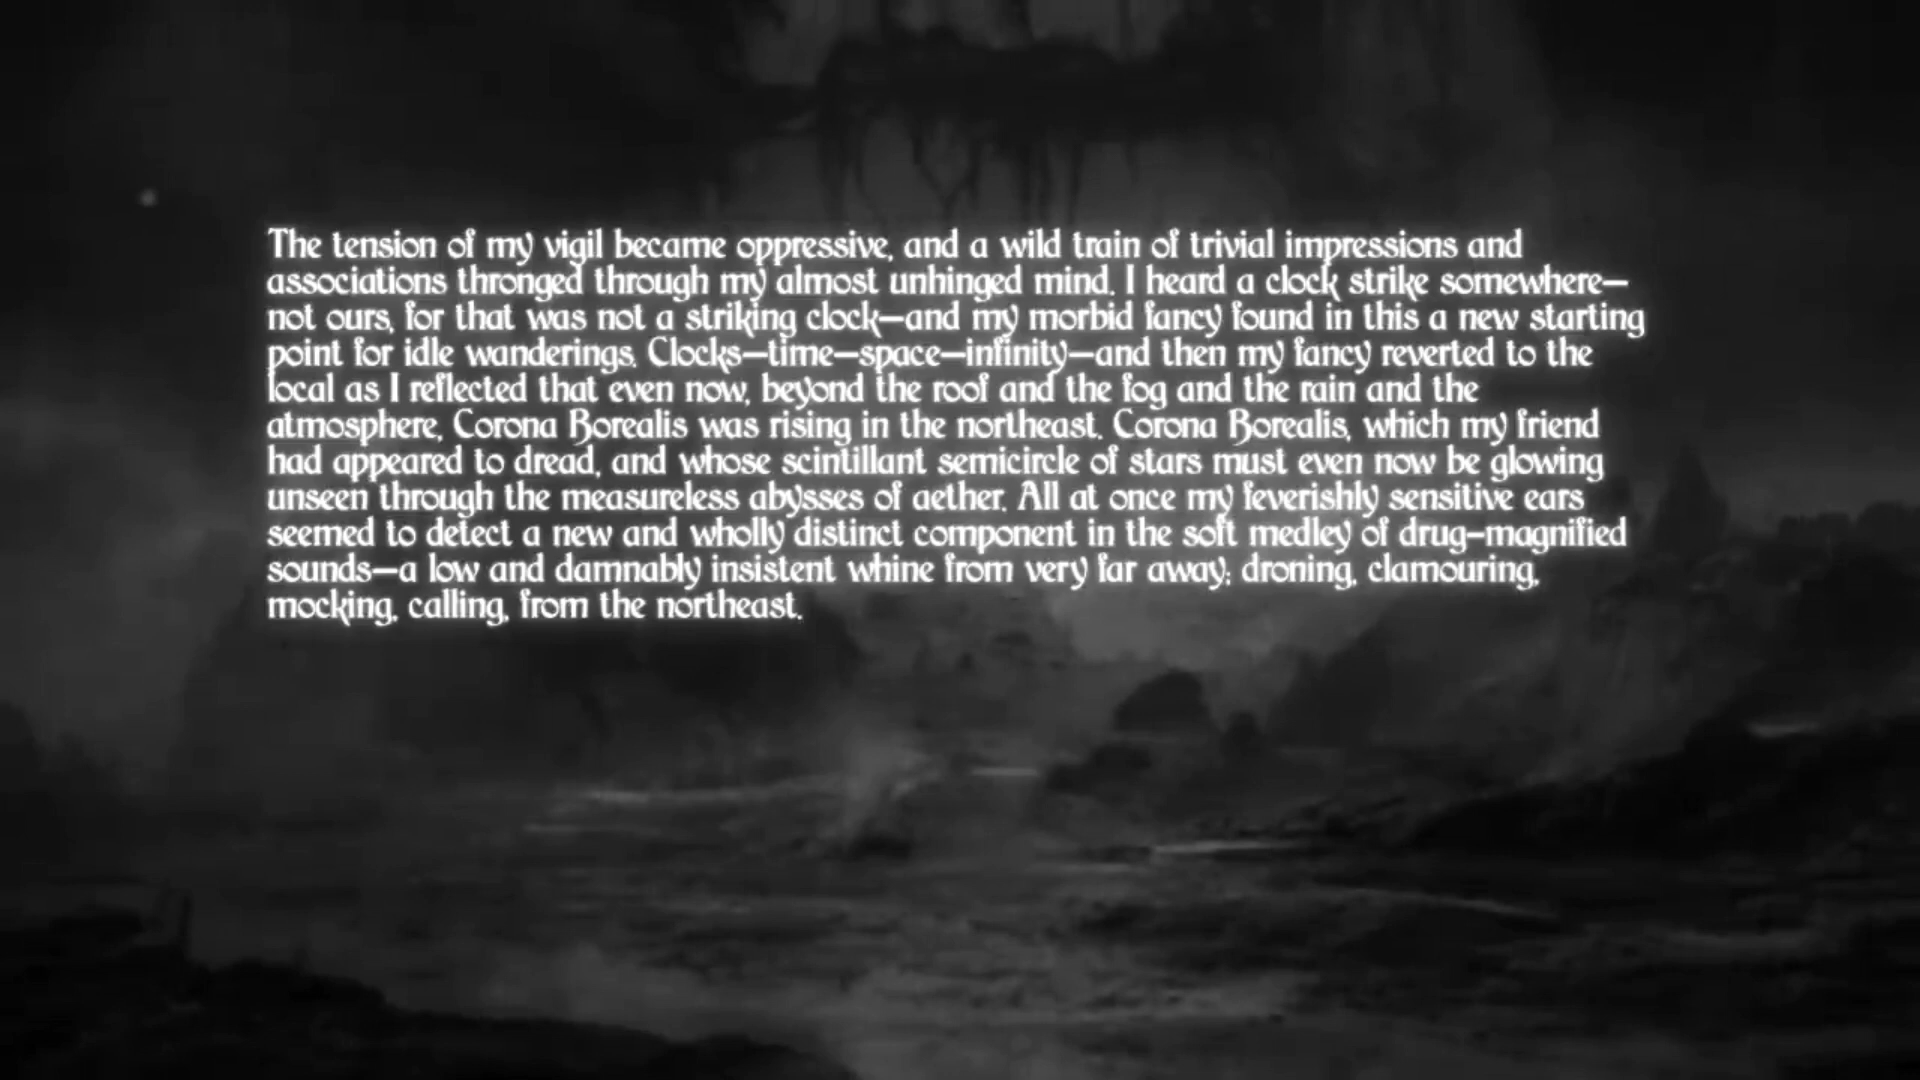 The tension of my vigil became oppressive, and a wild train of trivial impressions and
associations thronged through my almost unhinged mind. I heard a clock strike somewhere—
not ours, for that was not a striking clock—and my morbid fancy found in this a new starting
point for idle wanderings. Clocks—time—space—infinity—and then my fancy reverted to the
local as I reflected that even now, beyond the roof and the fog and the rain and the
atmosphere, Corona Borealis was rising in the northeast. Corona Borealis, which my friend
had appeared to dread, and whose scintillant semicircle of stars must even now be glowing
unseen through the measureless abysses of aether. All at once my feverishly sensitive ears
seemed to detect a new and wholly distinct component in the soft medley of drug—magnified
sounds—a low and damnably insistent whine from very far away; droning, clamouring,
mocking, calling, from the northeast.